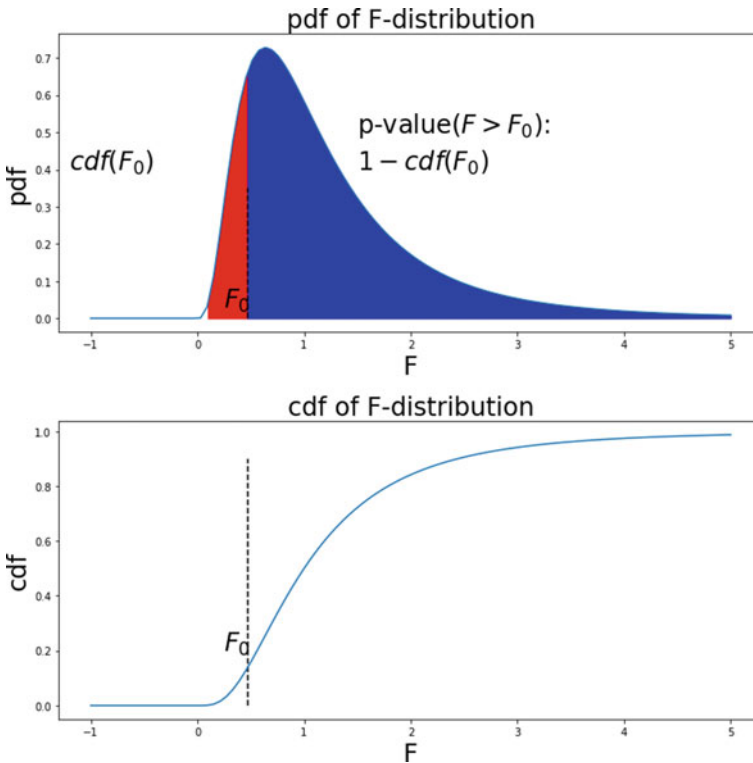 pdf of F-distribution
0.7
0.6
0.5
0.4
0.3
0.2
0.1
0.0
pdf
cdf(F₀)
p-value(F > F₀):
1 − cdf(F₀)
F₀
-1 0 1 2 3 4 5
F
cdf of F-distribution
1.0
0.8
0.6
0.4
0.2
0.0
cdf
F₀
-1 0 1 2 3 4 5
F